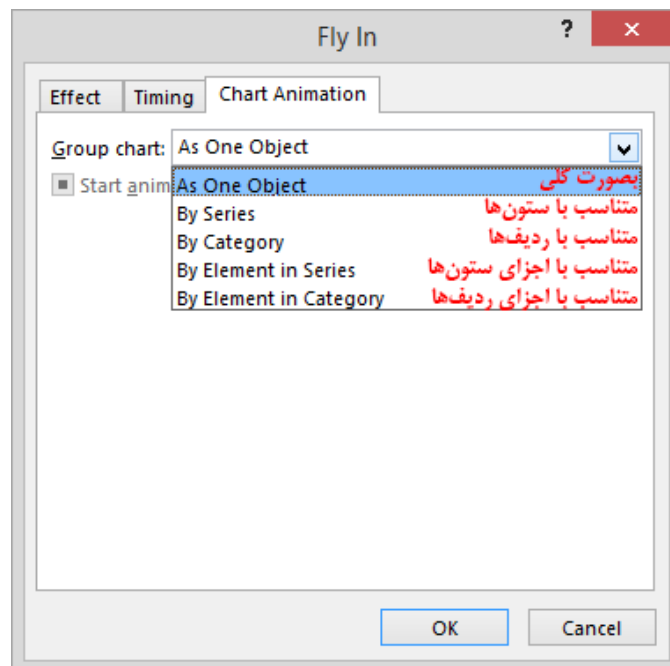 Fly In ? ×
Effect Timing Chart Animation
Group chart: As One Object
Start anim
As One Object بصورت کلی
By Series متناسب با ستون‌ها
By Category متناسب با ردیف‌ها
By Element in Series متناسب با اجزای ستون‌ها
By Element in Category متناسب با اجزای ردیف‌ها
OK Cancel